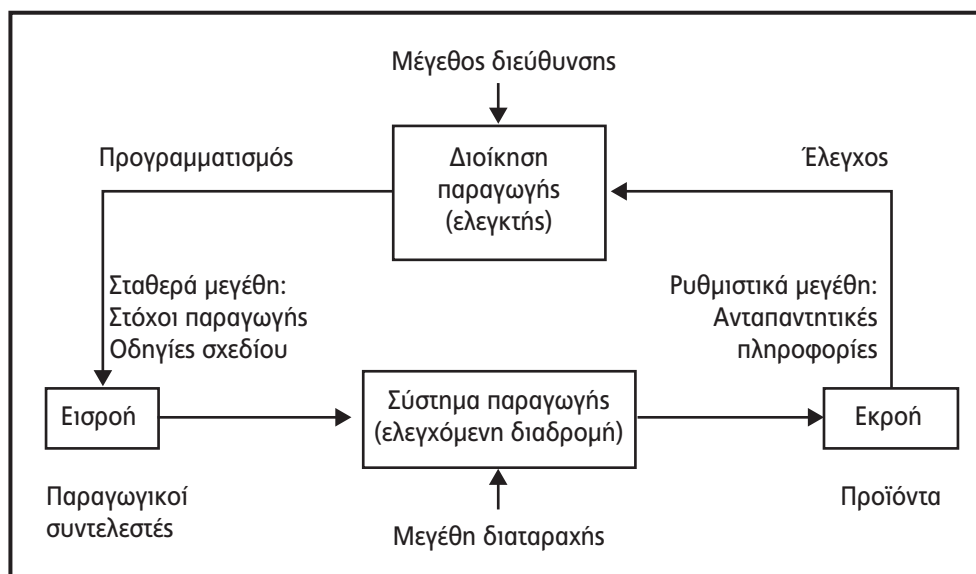 Μέγεθος διεύθυνσης
Προγραμματισμός
Διοίκηση
παραγωγής
(ελεγκτής)
Έλεγχος
Σταθερά μεγέθη:
Στόχοι παραγωγής
Οδηγίες σχεδίου
Ρυθμιστικά μεγέθη:
Ανταπαντητικές
πληροφορίες
Εισροή
Σύστημα παραγωγής
(ελεγχόμενη διαδρομή)
Εκροή
Παραγωγικοί
συντελεστές
Μεγέθη διαταραχής
Προϊόντα